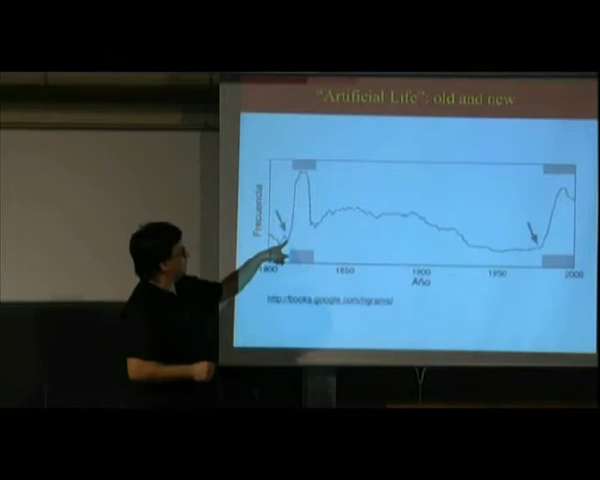 "Artificial Life": old and new
Frecuencia
1800 1850 1900 1950 2000
Año
http://books.google.com/ngrams/